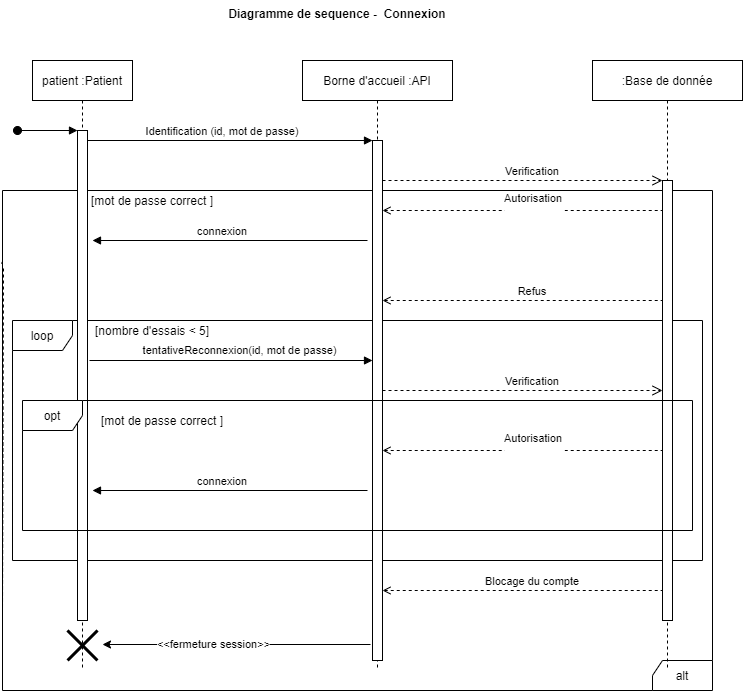 Diagramme de sequence - Connexion
patient :Patient
Borne d'accueil :API
:Base de donnée
Identification (id, mot de passe)
Verification
[mot de passe correct ]
Autorisation
connexion
Refus
loop
[nombre d'essais < 5]
tentativeReconnexion(id, mot de passe)
Verification
opt
[mot de passe correct ]
Autorisation
connexion
Blocage du compte
<<fermeture session>>
alt